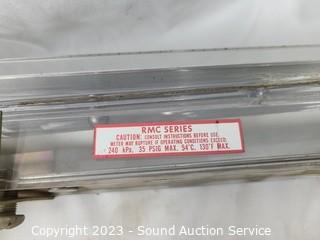 RMC SERIES
CAUTION: CONSULT INSTRUCTIONS BEFORE USE.
METER MAY RUPTURE IF OPERATING CONDITIONS EXCEED:
240 kPa, 35 PSIG MAX. 54°C, 130°F MAX.
Copyright 2023 - Sound Auction Service